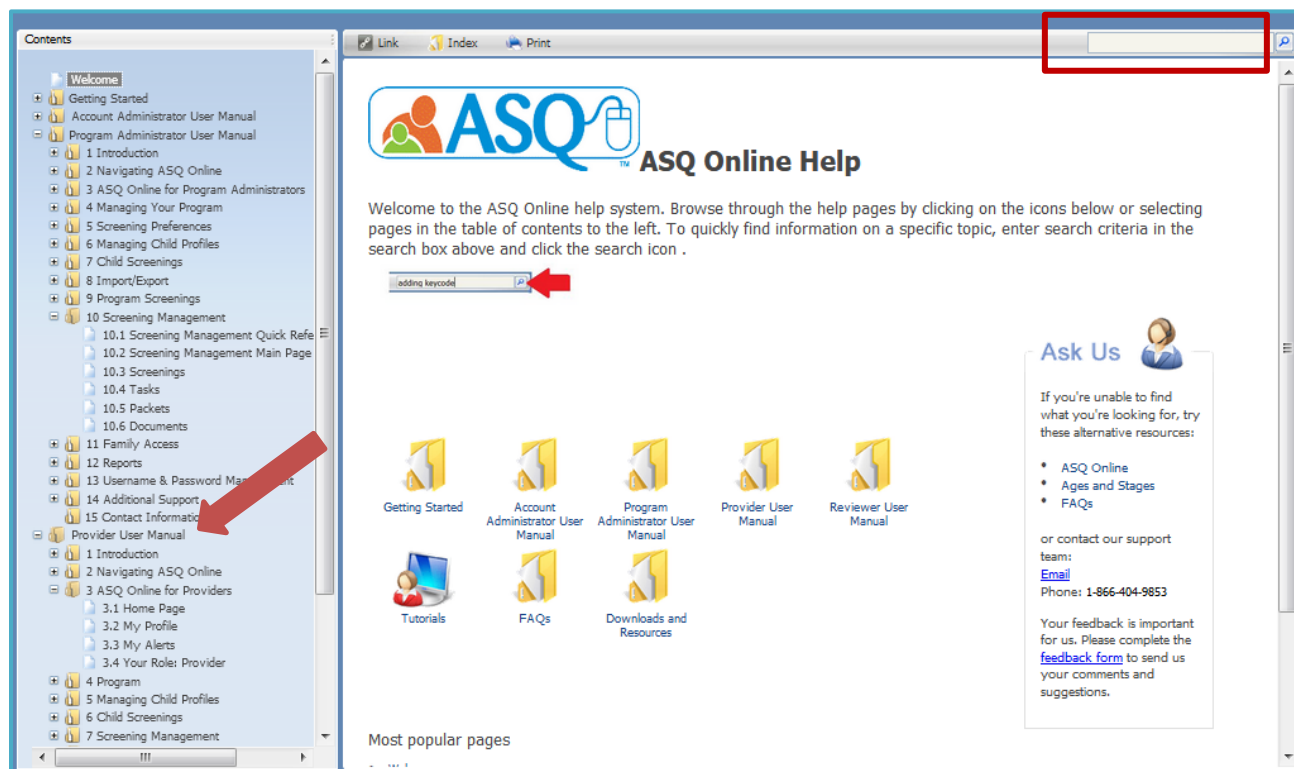 Contents
Welcome
Getting Started
Account Administrator User Manual
Program Administrator User Manual
1 Introduction
2 Navigating ASQ Online
3 ASQ Online for Program Administrators
4 Managing Your Program
5 Screening Preferences
6 Managing Child Profiles
7 Child Screenings
8 Import/Export
9 Program Screenings
10 Screening Management
10.1 Screening Management Quick Refe
10.2 Screening Management Main Page
10.3 Screenings
10.4 Tasks
10.5 Packets
10.6 Documents
11 Family Access
12 Reports
13 Username & Password Man
14 Additional Support
15 Contact Informatio
Provider User Manual
1 Introduction
2 Navigating ASQ Online
3 ASQ Online for Providers
3.1 Home Page
3.2 My Profile
3.3 My Alerts
3.4 Your Role: Provider
4 Program
5 Managing Child Profiles
6 Child Screenings
7 Screening Management
Link Index Print
ASQ TM
ASQ Online Help
Welcome to the ASQ Online help system. Browse through the help pages by clicking on the icons below or selecting
pages in the table of contents to the left. To quickly find information on a specific topic, enter search criteria in the
search box above and click the search icon .
adding keycode
Getting Started
Account
Administrator User
Manual
Program
Administrator User
Manual
Provider User
Manual
Reviewer User
Manual
Tutorials
FAQs
Downloads and
Resources
Ask Us
If you're unable to find
what you're looking for, try
these alternative resources:
• ASQ Online
• Ages and Stages
• FAQs
or contact our support
team:
Email
Phone: 1-866-404-9853
Your feedback is important
for us. Please complete the
feedback form to send us
your comments and
suggestions.
Most popular pages